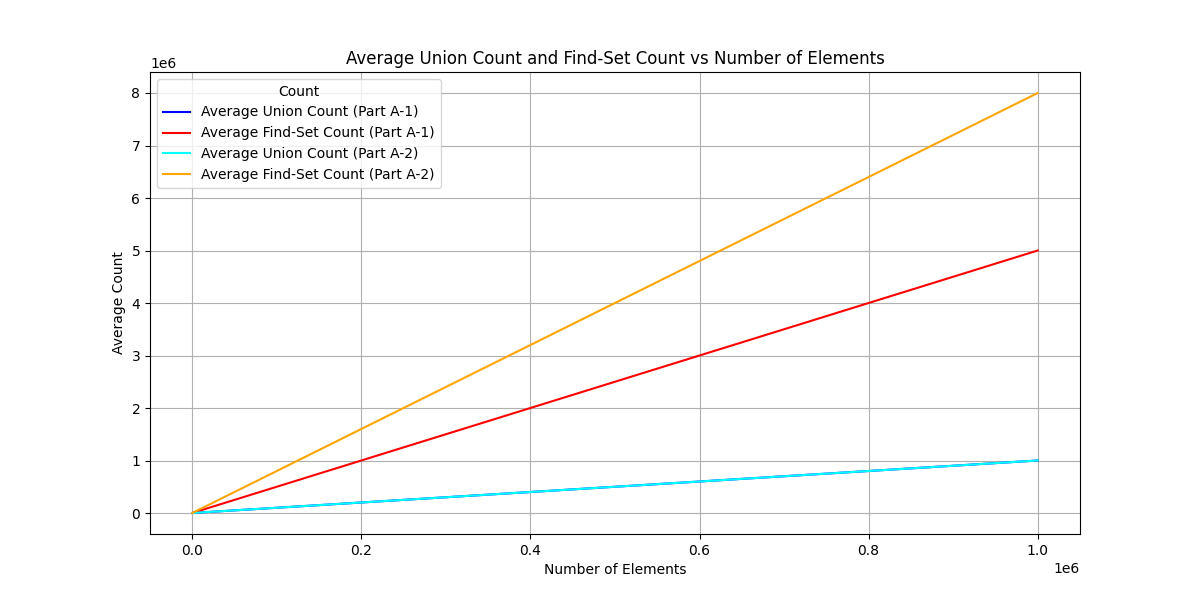 Average Union Count and Find-Set Count vs Number of Elements
1e6
Count
Average Union Count (Part A-1)
Average Find-Set Count (Part A-1)
Average Union Count (Part A-2)
Average Find-Set Count (Part A-2)
Average Count
8
7
6
5
4
3
2
1
0
0.0 0.2 0.4 0.6 0.8 1.0
Number of Elements
1e6